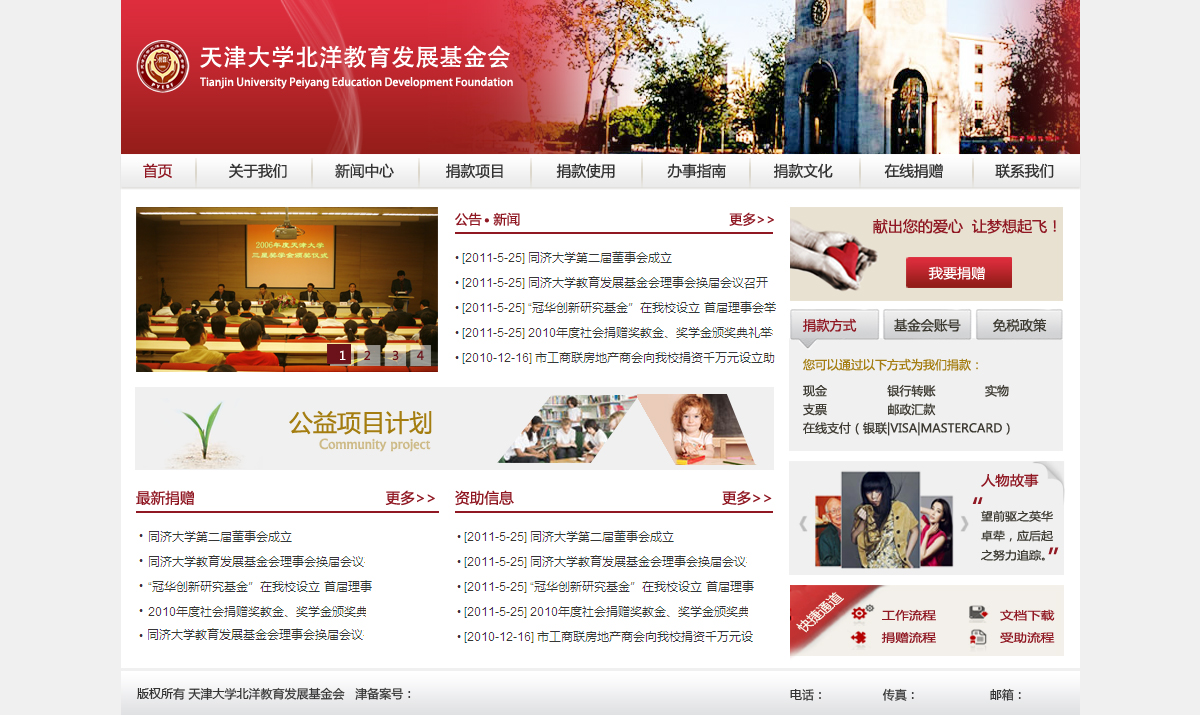 天津大学北洋教育发展基金会
Tianjin University Peiyang Education Development Foundation
首页 关于我们 新闻中心 捐款项目 捐款使用 办事指南 捐款文化 在线捐赠 联系我们
2006年度天津大学
三星奖学金颁奖仪式
1 2 3 4
公告•新闻 更多>>
• [2011-5-25] 同济大学第二届董事会成立
• [2011-5-25] 同济大学教育发展基金会理事会换届会议召开
• [2011-5-25] “冠华创新研究基金”在我校设立 首届理事会举
• [2011-5-25] 2010年度社会捐赠奖教金、奖学金颁奖典礼举
• [2010-12-16] 市工商联房地产商会向我校捐资千万元设立助
献出您的爱心 让梦想起飞！
我要捐赠
捐款方式 基金会账号 免税政策
您可以通过以下方式为我们捐款：
现金 银行转账 实物
支票 邮政汇款
在线支付（银联|VISA|MASTERCARD）
公益项目计划
Community project
最新捐赠 更多>>
• 同济大学第二届董事会成立
• 同济大学教育发展基金会理事会换届会议
• “冠华创新研究基金”在我校设立 首届理事
• 2010年度社会捐赠奖教金、奖学金颁奖典
• 同济大学教育发展基金会理事会换届会议
资助信息 更多>>
• [2011-5-25] 同济大学第二届董事会成立
• [2011-5-25] 同济大学教育发展基金会理事会换届会议
• [2011-5-25] “冠华创新研究基金”在我校设立 首届理事
• [2011-5-25] 2010年度社会捐赠奖教金、奖学金颁奖典
• [2010-12-16] 市工商联房地产商会向我校捐资千万元设
人物故事
“
望前驱之英华
卓荦，应后起
之努力追踪。”
快捷通道
工作流程 文档下载
捐赠流程 受助流程
版权所有 天津大学北洋教育发展基金会 津备案号： 电话： 传真： 邮箱：